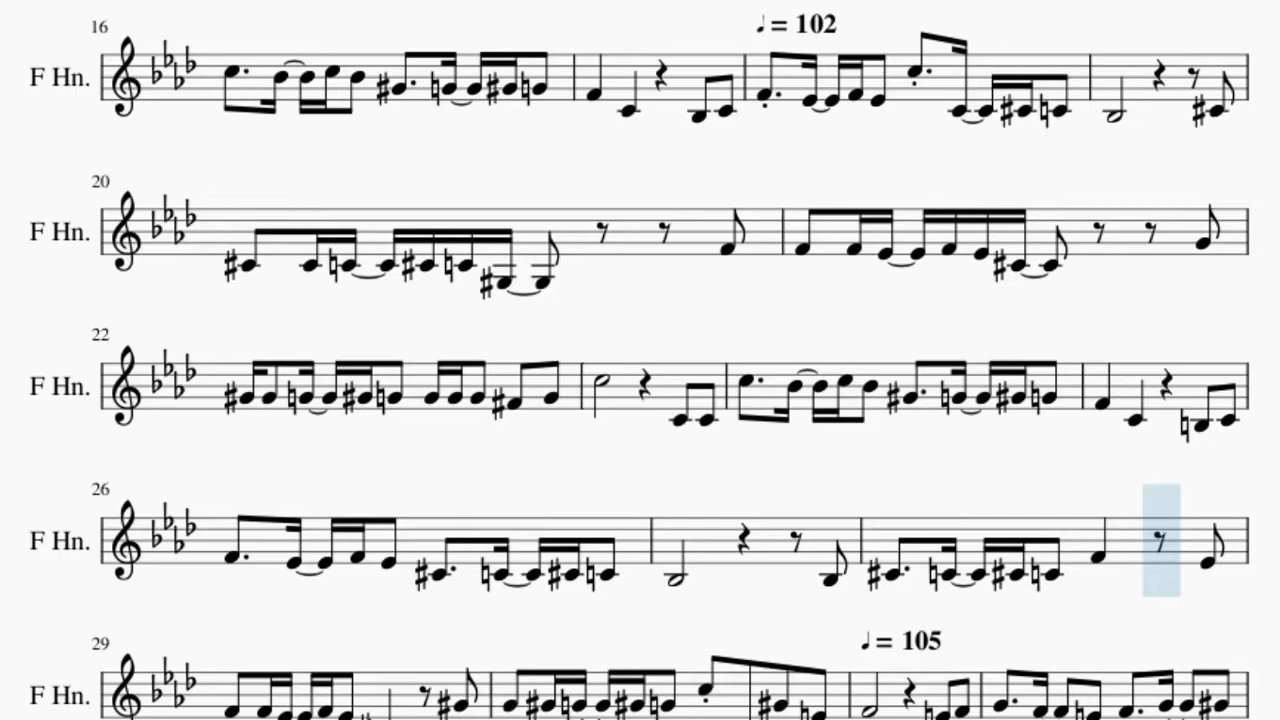 16
♩ = 102
F Hn.
20
F Hn.
22
F Hn.
26
F Hn.
29
♩ = 105
F Hn.